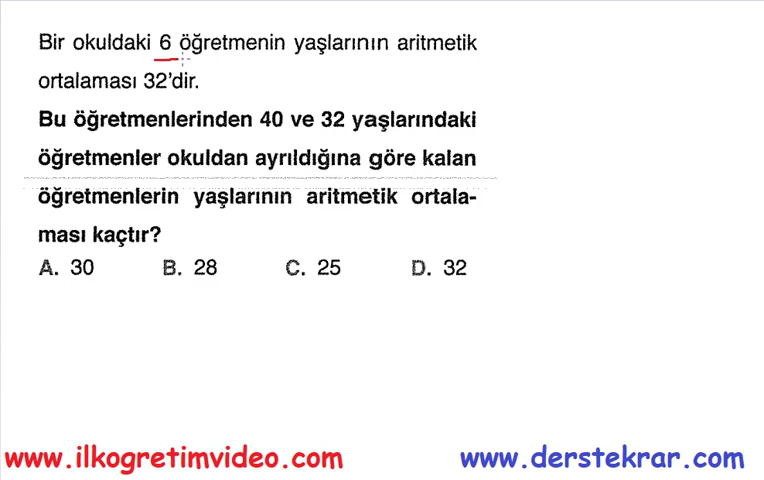 Bir okuldaki 6 öğretmenin yaşlarının aritmetik
ortalaması 32'dir.
Bu öğretmenlerinden 40 ve 32 yaşlarındaki
öğretmenler okuldan ayrıldığına göre kalan
öğretmenlerin yaşlarının aritmetik ortala-
ması kaçtır?
A. 30 B. 28 C. 25 D. 32
www.ilkogretimvideo.com www.derstekrar.com